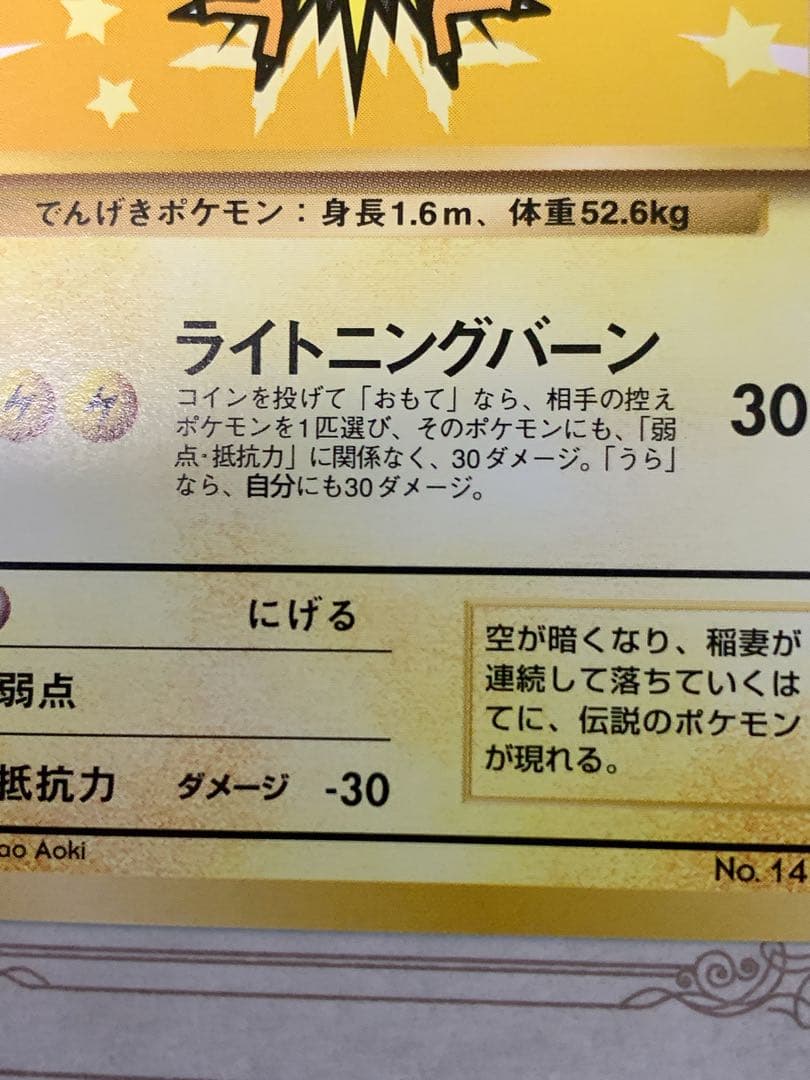 でんげきポケモン：身長1.6m、体重52.6kg
ライトニングバーン
30
コインを投げて「おもて」なら、相手の控え
ポケモンを1匹選び、そのポケモンにも、「弱
点・抵抗力」に関係なく、30ダメージ。「うら」
なら、自分にも30ダメージ。
にげる
弱点
抵抗力 ダメージ -30
空が暗くなり、稲妻が
連続して落ちていくは
てに、伝説のポケモン
が現れる。
ao Aoki
No. 14